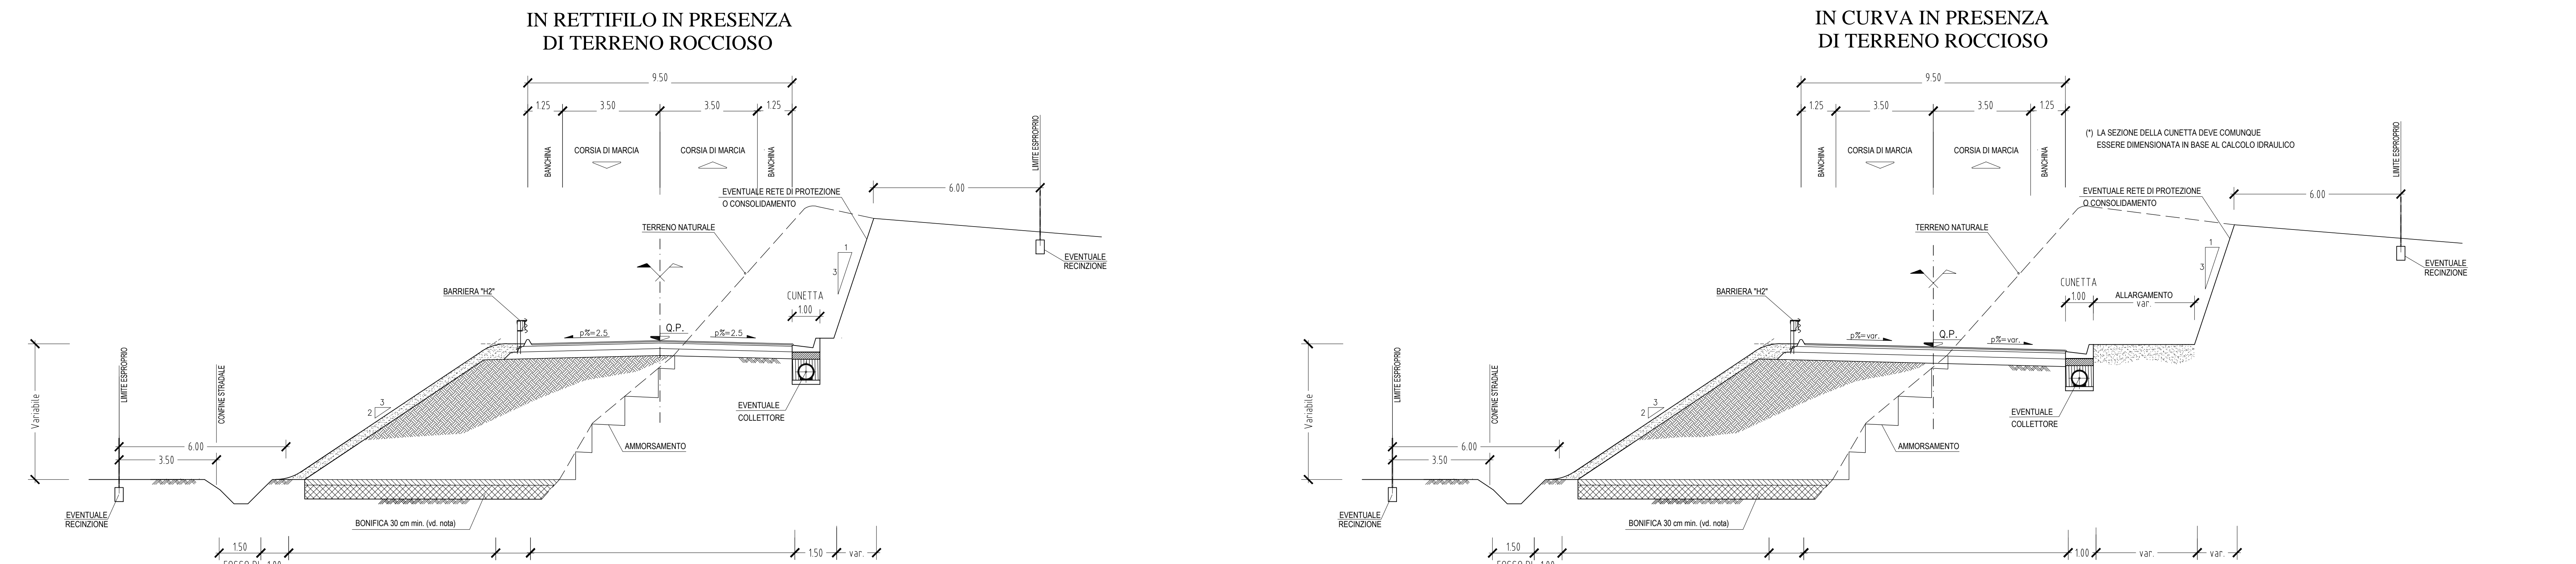 IN RETTIFILO IN PRESENZA
DI TERRENO ROCCIOSO
9.50
1.25
3.50
3.50
1.25
BANCHINA
CORSIA DI MARCIA
CORSIA DI MARCIA
BANCHINA
LIMITE ESPROPRIO
6.00
EVENTUALE RETE DI PROTEZIONE
O CONSOLIDAMENTO
TERRENO NATURALE
1
3
EVENTUALE
RECINZIONE
BARRIERA "H2"
CUNETTA
1.00
p%=2.5
Q.P.
p%=2.5
Variabile
LIMITE ESPROPRIO
CONFINE STRADALE
3
2
EVENTUALE
COLLETTORE
6.00
3.50
AMMORSAMENTO
EVENTUALE
RECINZIONE
BONIFICA 30 cm min. (vd. nota)
1.50
1.50
var.
1.00
IN CURVA IN PRESENZA
DI TERRENO ROCCIOSO
9.50
1.25
3.50
3.50
1.25
BANCHINA
CORSIA DI MARCIA
CORSIA DI MARCIA
BANCHINA
(*) LA SEZIONE DELLA CUNETTA DEVE COMUNQUE
ESSERE DIMENSIONATA IN BASE AL CALCOLO IDRAULICO
LIMITE ESPROPRIO
6.00
EVENTUALE RETE DI PROTEZIONE
O CONSOLIDAMENTO
TERRENO NATURALE
1
3
EVENTUALE
RECINZIONE
BARRIERA "H2"
CUNETTA
1.00
ALLARGAMENTO
var.
p%=var.
Q.P.
p%=var.
Variabile
LIMITE ESPROPRIO
CONFINE STRADALE
3
2
EVENTUALE
COLLETTORE
6.00
3.50
AMMORSAMENTO
EVENTUALE
RECINZIONE
BONIFICA 30 cm min. (vd. nota)
1.50
1.00
var.
var.
1.00